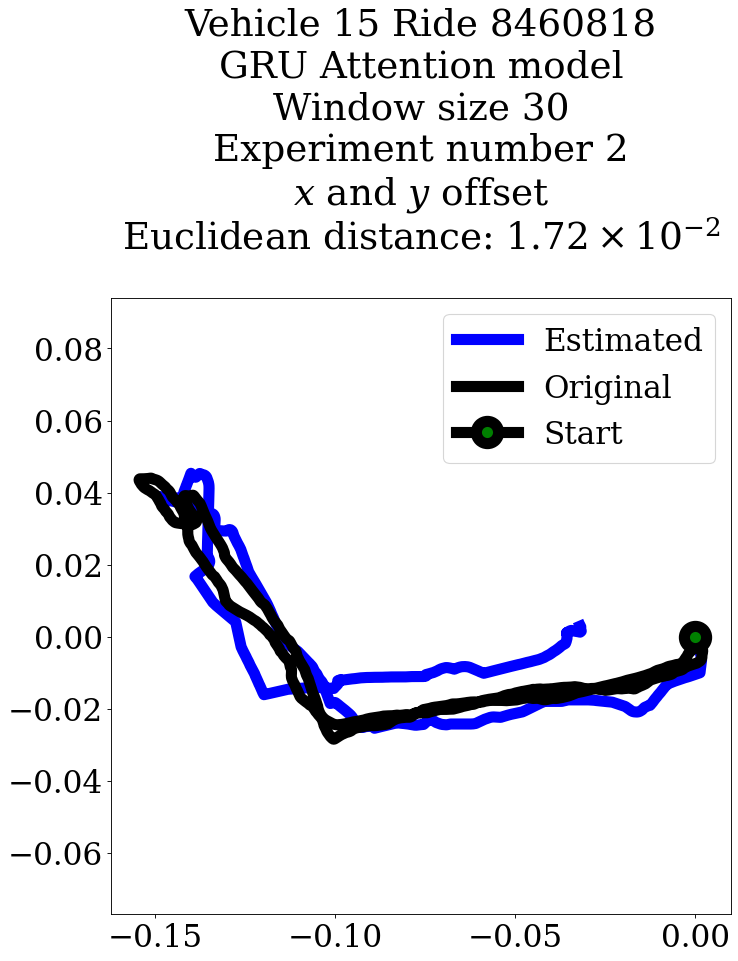 Vehicle 15 Ride 8460818
GRU Attention model
Window size 30
Experiment number 2
x and y offset
Euclidean distance: 1.72 × 10⁻²
Estimated
Original
Start
0.08
0.06
0.04
0.02
0.00
−0.02
−0.04
−0.06
−0.15 −0.10 −0.05 0.00